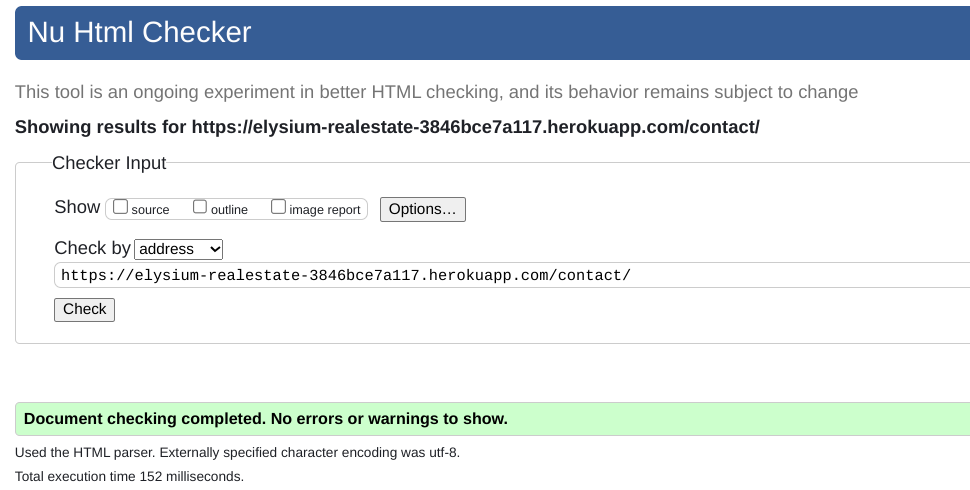 Nu Html Checker
This tool is an ongoing experiment in better HTML checking, and its behavior remains subject to change
Showing results for https://elysium-realestate-3846bce7a117.herokuapp.com/contact/
Checker Input
Show source outline image report Options…
Check by address
https://elysium-realestate-3846bce7a117.herokuapp.com/contact/
Check
Document checking completed. No errors or warnings to show.
Used the HTML parser. Externally specified character encoding was utf-8.
Total execution time 152 milliseconds.